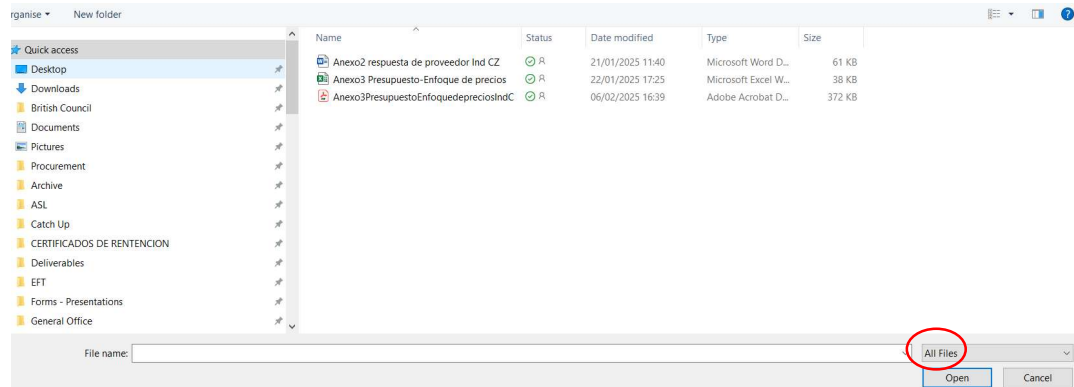 rganise New folder
Name Status Date modified Type Size
Quick access
Desktop
Downloads
British Council
Documents
Pictures
Procurement
Archive
ASL
Catch Up
CERTIFICADOS DE RENTENCION
Deliverables
EFT
Forms - Presentations
General Office
Anexo2 respuesta de proveedor Ind CZ 21/01/2025 11:40 Microsoft Word D... 61 KB
Anexo3 Presupuesto-Enfoque de precios 22/01/2025 17:25 Microsoft Excel W... 38 KB
Anexo3PresupuestoEnfoquedepreciosIndC 06/02/2025 16:39 Adobe Acrobat D... 372 KB
File name: All Files
Open Cancel